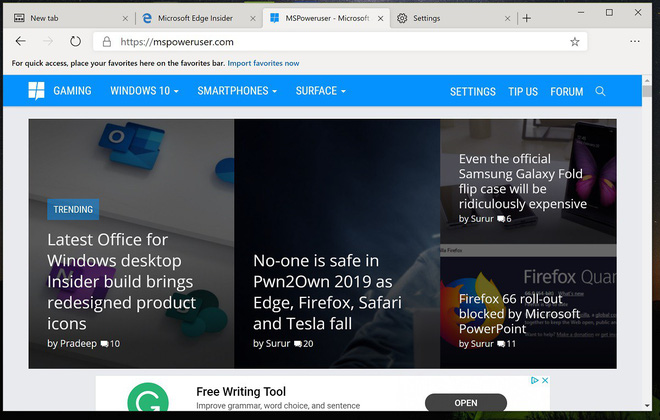 New tab
Microsoft Edge Insider
MSPoweruser - Microsoft
Settings
https://mspoweruser.com
For quick access, place your favorites here on the favorites bar. Import favorites now
GAMING
WINDOWS 10
SMARTPHONES
SURFACE
SETTINGS
TIP US
FORUM
TRENDING
Latest Office for
Windows desktop
Insider build brings
redesigned product
icons
by Pradeep 10
No-one is safe in
Pwn2Own 2019 as
Edge, Firefox, Safari
and Tesla fall
by Surur 20
Even the official
Samsung Galaxy Fold
flip case will be
ridiculously expensive
by Surur 6
Firefox Quan
What's new
Firefox 66 roll-out
blocked by Microsoft
PowerPoint
by Surur 11
Free Writing Tool
Improve grammar, word choice, and sentence
OPEN